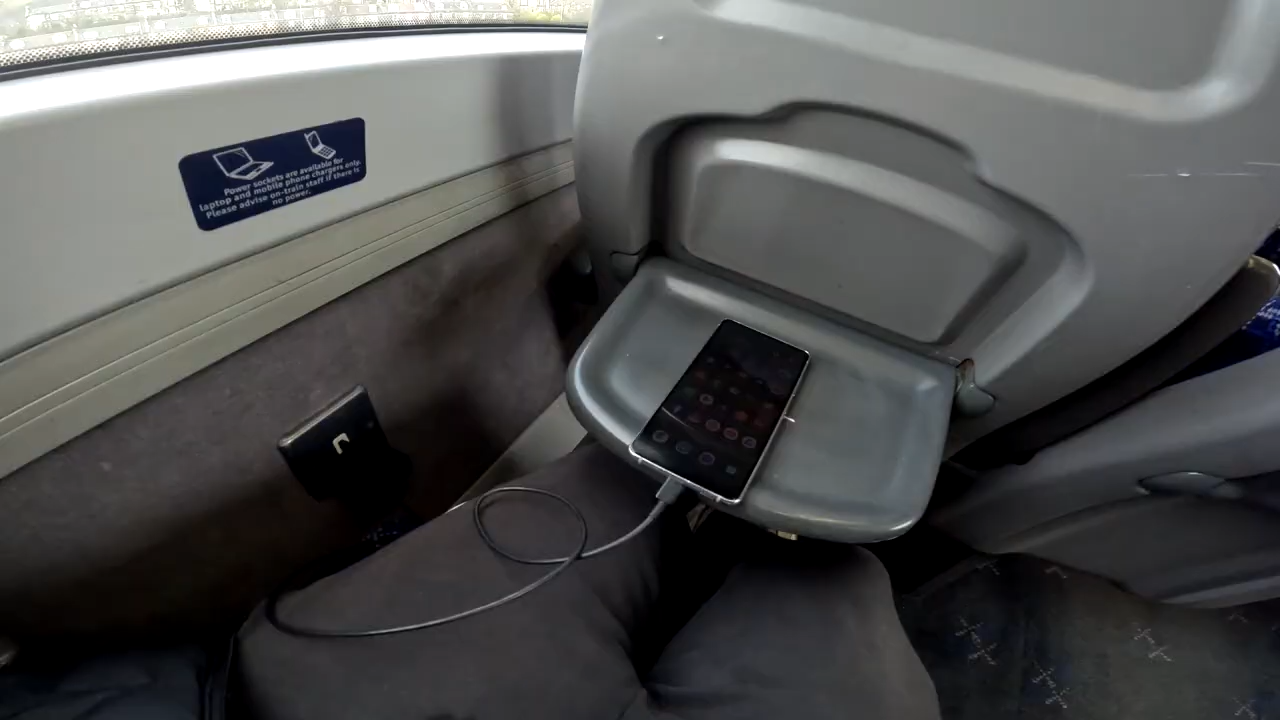 Power sockets are available for
laptop and mobile phone chargers only.
Please advise on-train staff if there is
no power.